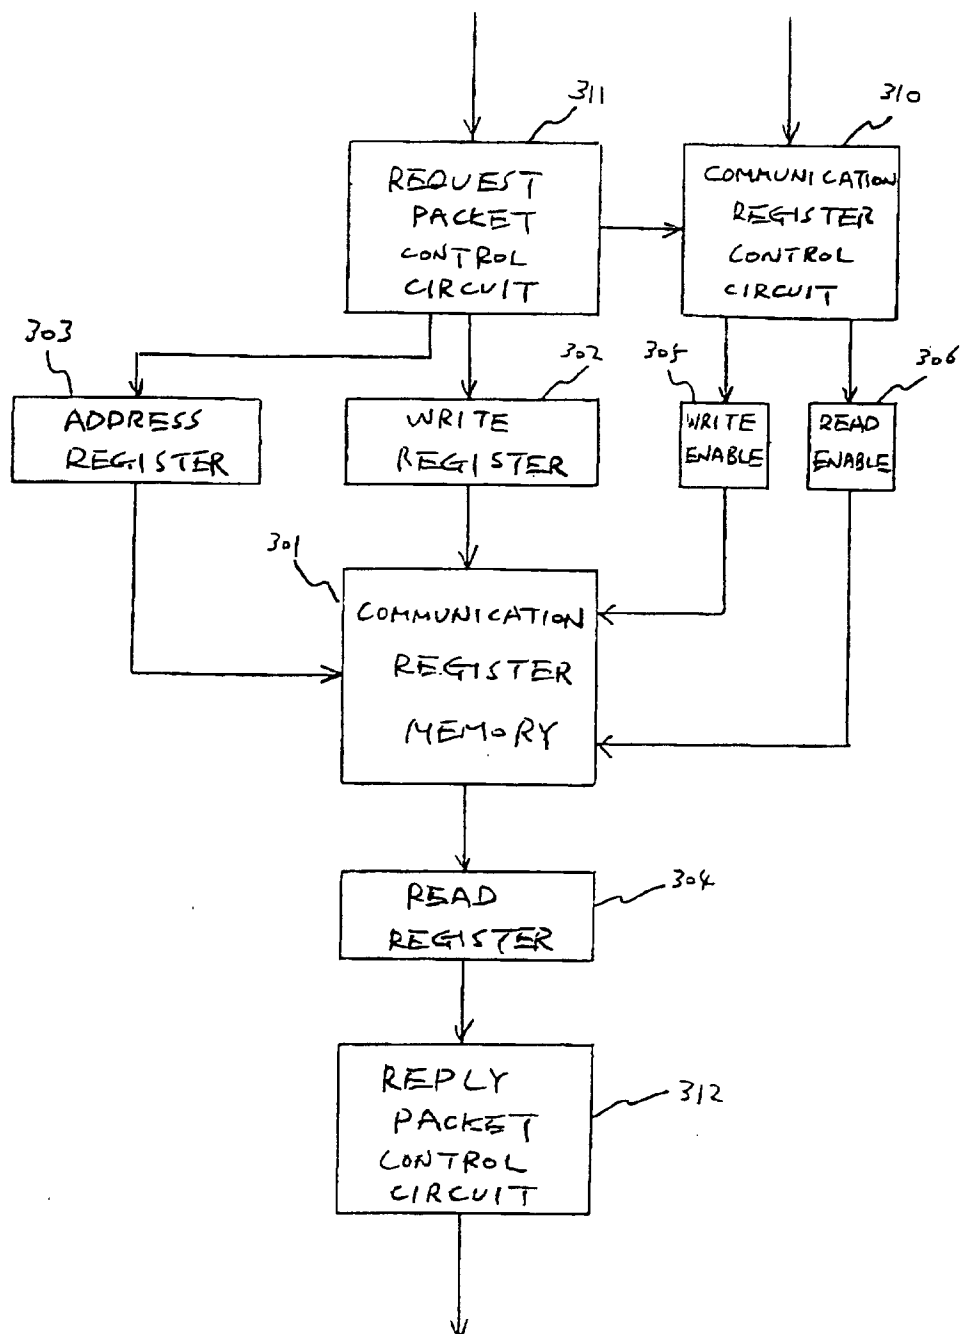 311
310
REQUEST
PACKET
CONTROL
CIRCUIT
COMMUNICATION
REGISTER
CONTROL
CIRCUIT
303
302
305
306
ADDRESS
REGISTER
WRITE
REGISTER
WRITE
ENABLE
READ
ENABLE
301
COMMUNICATION
REGISTER
MEMORY
304
READ
REGISTER
312
REPLY
PACKET
CONTROL
CIRCUIT